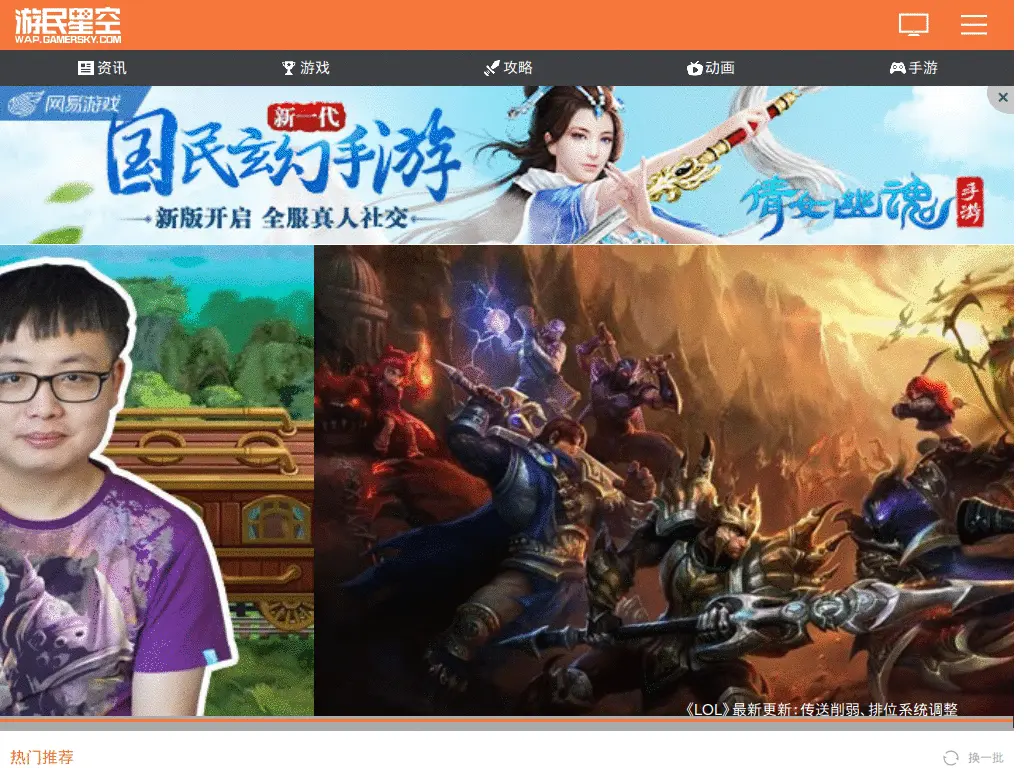 游民星空
WAP.GAMERSKY.COM
资讯 游戏 攻略 动画 手游
网易游戏
新一代
国民玄幻手游
新版开启 全服真人社交
倩女幽魂
手游
《LOL》最新更新：传送削弱、排位系统调整
热门推荐
换一批